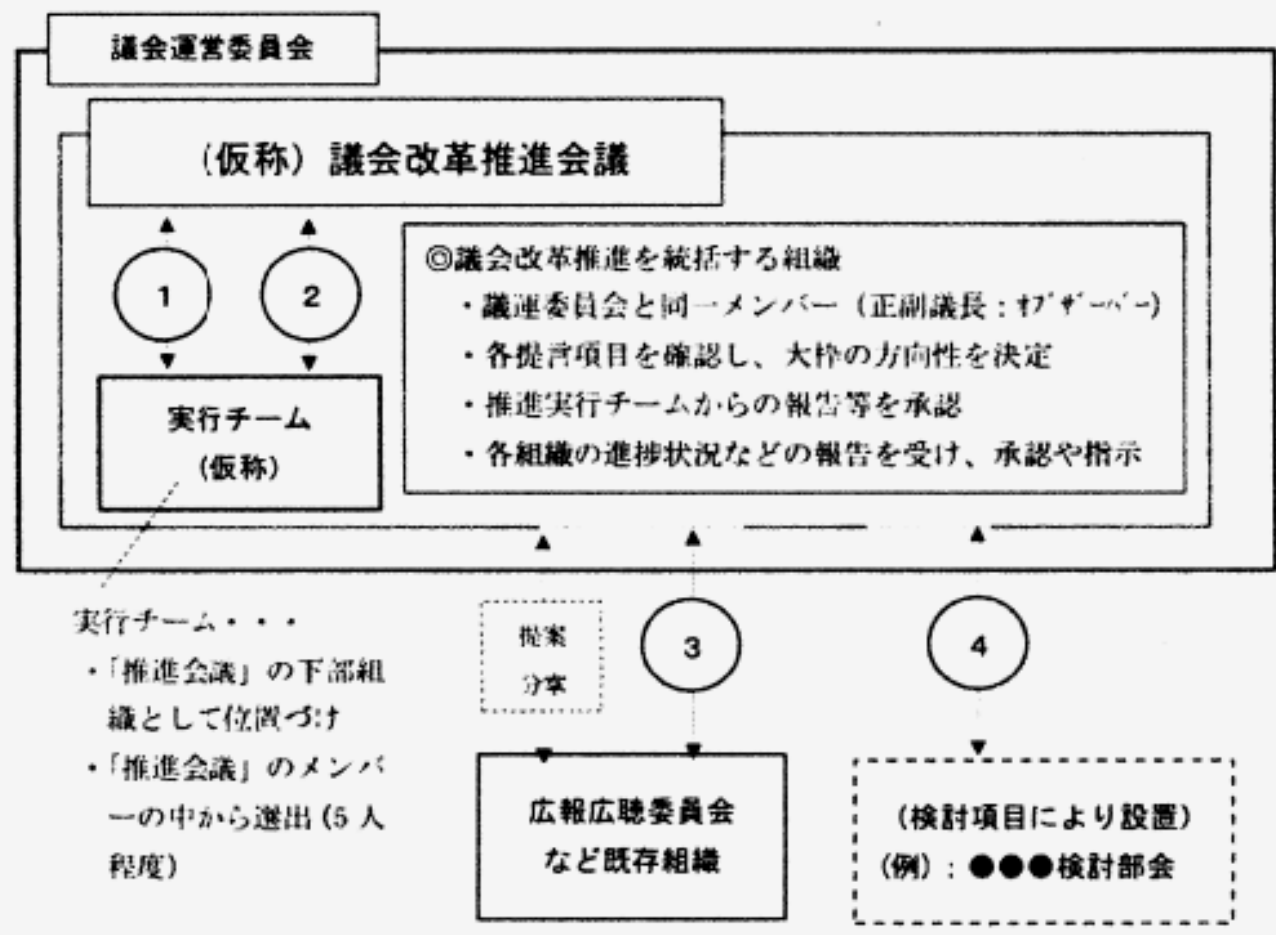 議会運営委員会
(仮称)議会改革推進会議
1
2
◎議会改革推進を統括する組織
・議運委員会と同一メンバー(正副議長:ｵﾌﾞｻﾞｰﾊﾞｰ)
・各提言項目を確認し、大枠の方向性を決定
・推進実行チームからの報告等を承認
・各組織の進捗状況などの報告を受け、承認や指示
実行チーム
(仮称)
実行チーム・・・
・「推進会議」の下部組
織として位置づけ
・「推進会議」のメンバ
ーの中から選出(5人
程度)
提案
分掌
3
4
広報広聴委員会
など既存組織
(検討項目により設置)
(例):●●●検討部会